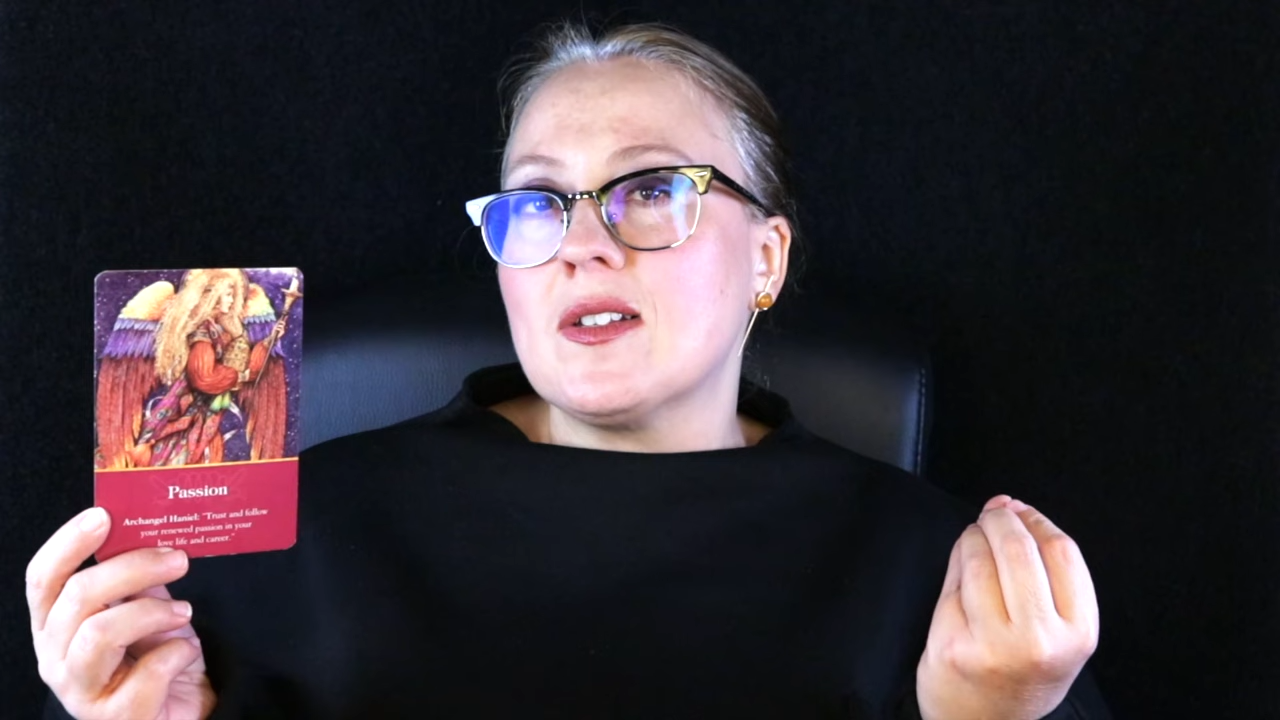 Passion
Archangel Haniel: "Trust and follow
your renewed passion in your
love life and career."